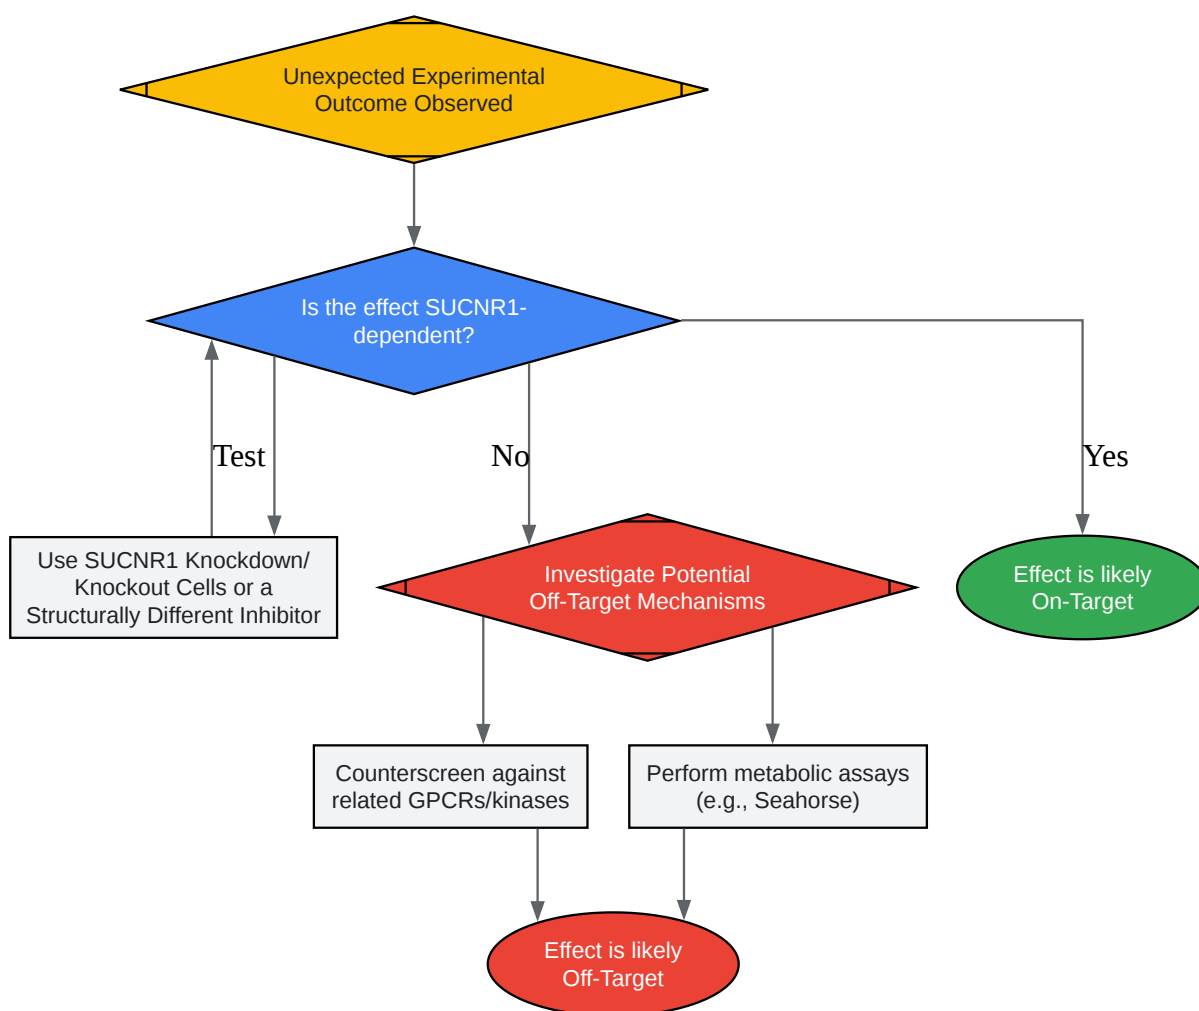 Unexpected Experimental
Outcome Observed
Is the effect SUCNR1-
dependent?
Test
No
Yes
Use SUCNR1 Knockdown/
Knockout Cells or a
Structurally Different Inhibitor
Investigate Potential
Off-Target Mechanisms
Effect is likely
On-Target
Counterscreen against
related GPCRs/kinases
Perform metabolic assays
(e.g., Seahorse)
Effect is likely
Off-Target